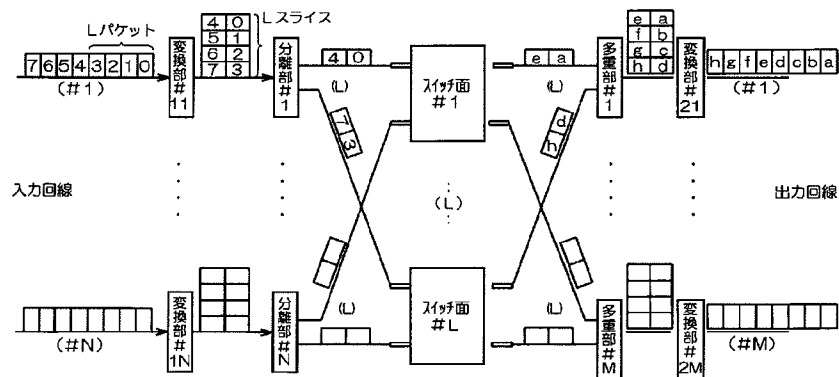 Lパケット
7 6 5 4 3 2 1 0
(#1)
変換部#11
4 0
5 1
6 2
7 3
Lスライス
分離部#1
4 0
(L)
7 3
スイッチ面
#1
e a
(L)
d
h
多重部#1
e a
f b
g c
h d
変換部#21
h g f e d c b a
(#1)
入力回線
(L)
出力回線
(#N)
変換部#1N
分離部#N
(L)
スイッチ面
#L
(L)
多重部#M
変換部#2M
(#M)